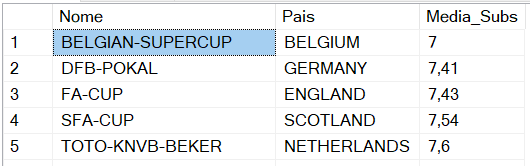 Nome Pais Media_Subs
1 BELGIAN-SUPERCUP BELGIUM 7
2 DFB-POKAL GERMANY 7,41
3 FA-CUP ENGLAND 7,43
4 SFA-CUP SCOTLAND 7,54
5 TOTO-KNVB-BEKER NETHERLANDS 7,6